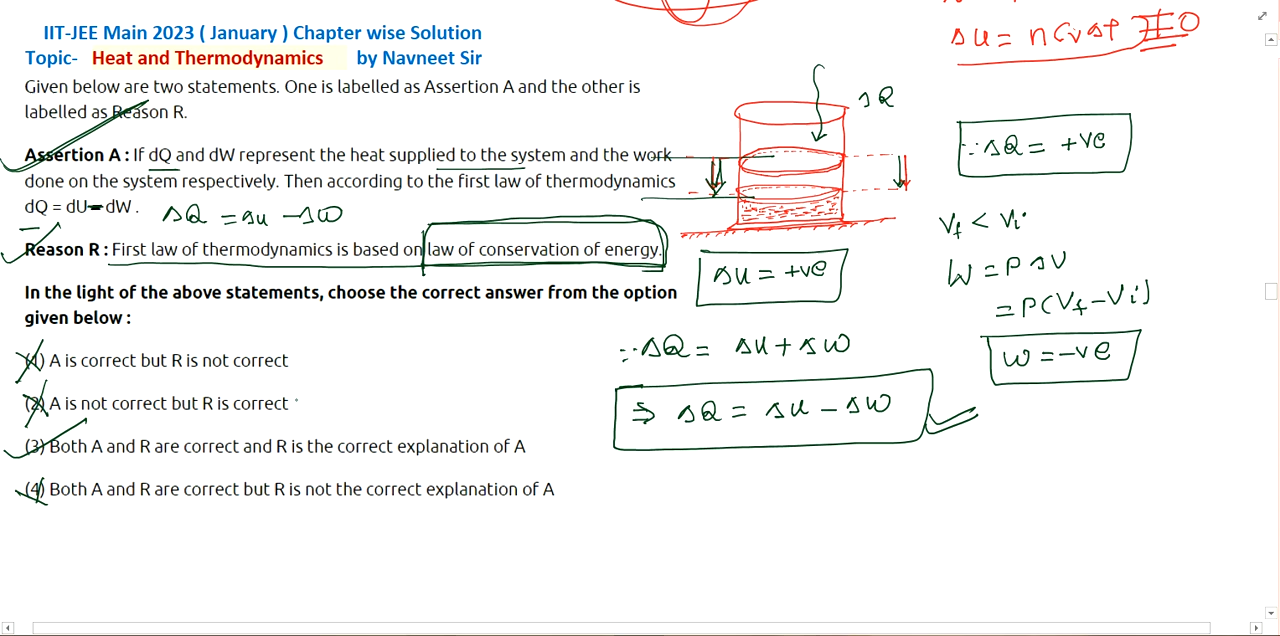 IIT-JEE Main 2023 ( January ) Chapter wise Solution
Topic- Heat and Thermodynamics by Navneet Sir
Given below are two statements. One is labelled as Assertion A and the other is
labelled as Reason R.
Assertion A : If dQ and dW represent the heat supplied to the system and the work
done on the system respectively. Then according to the first law of thermodynamics
dQ = dU - dW .
ΔQ = Δu - Δω
Reason R : First law of thermodynamics is based on law of conservation of energy.
In the light of the above statements, choose the correct answer from the option
given below :
(1) A is correct but R is not correct
(2) A is not correct but R is correct
(3) Both A and R are correct and R is the correct explanation of A
(4) Both A and R are correct but R is not the correct explanation of A
ΔQ
Δu = +ve
∵ ΔQ = Δu + Δω
⇒ ΔQ = Δu - Δω
Δu = nCvΔT ≠ 0
∵ ΔQ = +ve
Vf < Vi
W = P ΔV
= P(Vf - Vi)
W = -ve